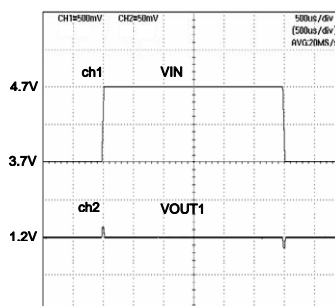 CH1=500mV CH2=50mV 500us/div
(500us/div)
AVG:20MS/s
ch1 VIN
4.7V
3.7V
ch2 VOUT1
1.2V